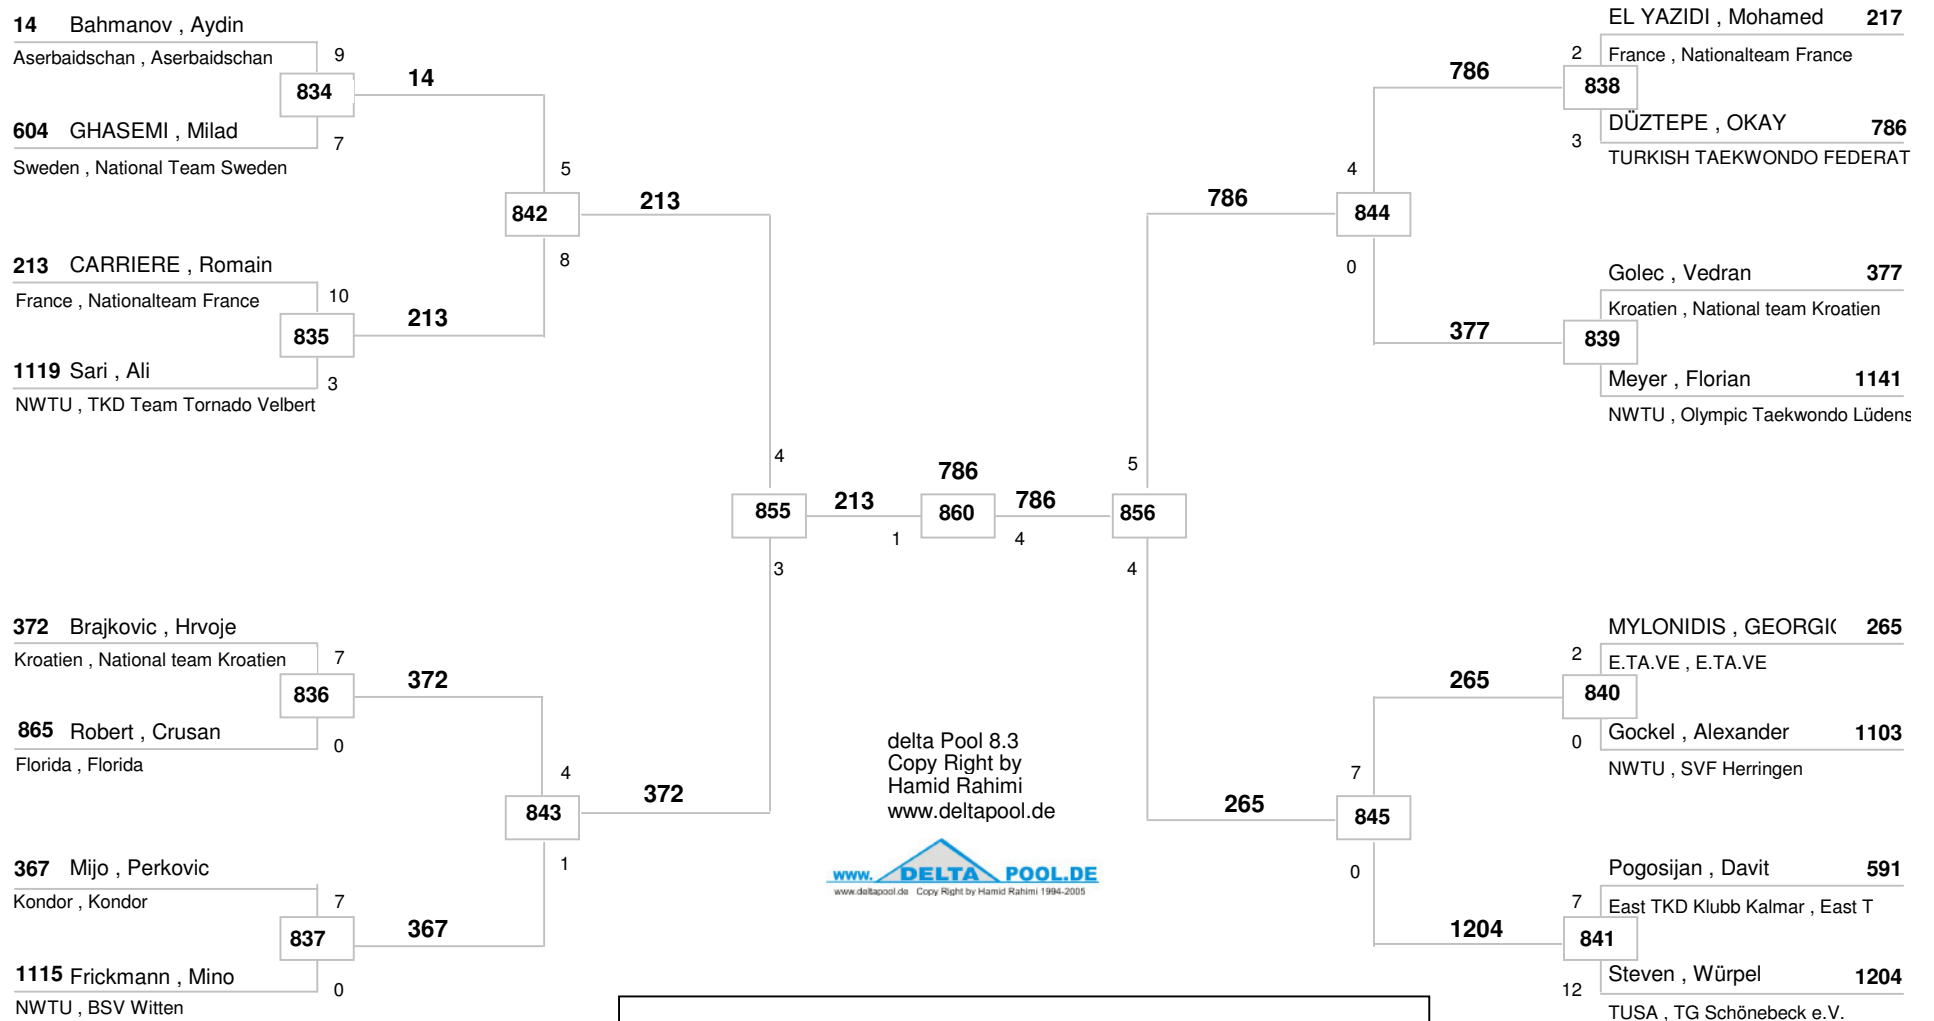 14 Bahmanov , Aydin
Aserbaidschan , Aserbaidschan
9
834
14
604 GHASEMI , Milad
7
Sweden , National Team Sweden
5
842
213
8
213 CARRIERE , Romain
France , Nationalteam France
10
835
213
1119 Sari , Ali
3
NWTU , TKD Team Tornado Velbert
4
855
213
3
372 Brajkovic , Hrvoje
Kroatien , National team Kroatien
7
836
372
865 Robert , Crusan
0
Florida , Florida
4
843
372
1
367 Mijo , Perkovic
Kondor , Kondor
7
837
367
1115 Frickmann , Mino
0
NWTU , BSV Witten
786
860
1
4
786
delta Pool 8.3
Copy Right by
Hamid Rahimi
www.deltapool.de
www. DELTA POOL.DE
www.deltapool.de Copy Right by Hamid Rahimi 1994-2005
EL YAZIDI , Mohamed 217
2
France , Nationalteam France
786
838
DÜZTEPE , OKAY 786
3
TURKISH TAEKWONDO FEDERAT
4
786
844
0
Golec , Vedran 377
Kroatien , National team Kroatien
377
839
Meyer , Florian 1141
NWTU , Olympic Taekwondo Lüdens
5
856
4
MYLONIDIS , GEORGI 265
2
E.TA.VE , E.TA.VE
265
840
Gockel , Alexander 1103
0
NWTU , SVF Herringen
7
265
845
0
Pogosijan , Davit 591
7
East TKD Klubb Kalmar , East T
1204
841
Steven , Würpel 1204
12
TUSA , TG Schönebeck e.V.